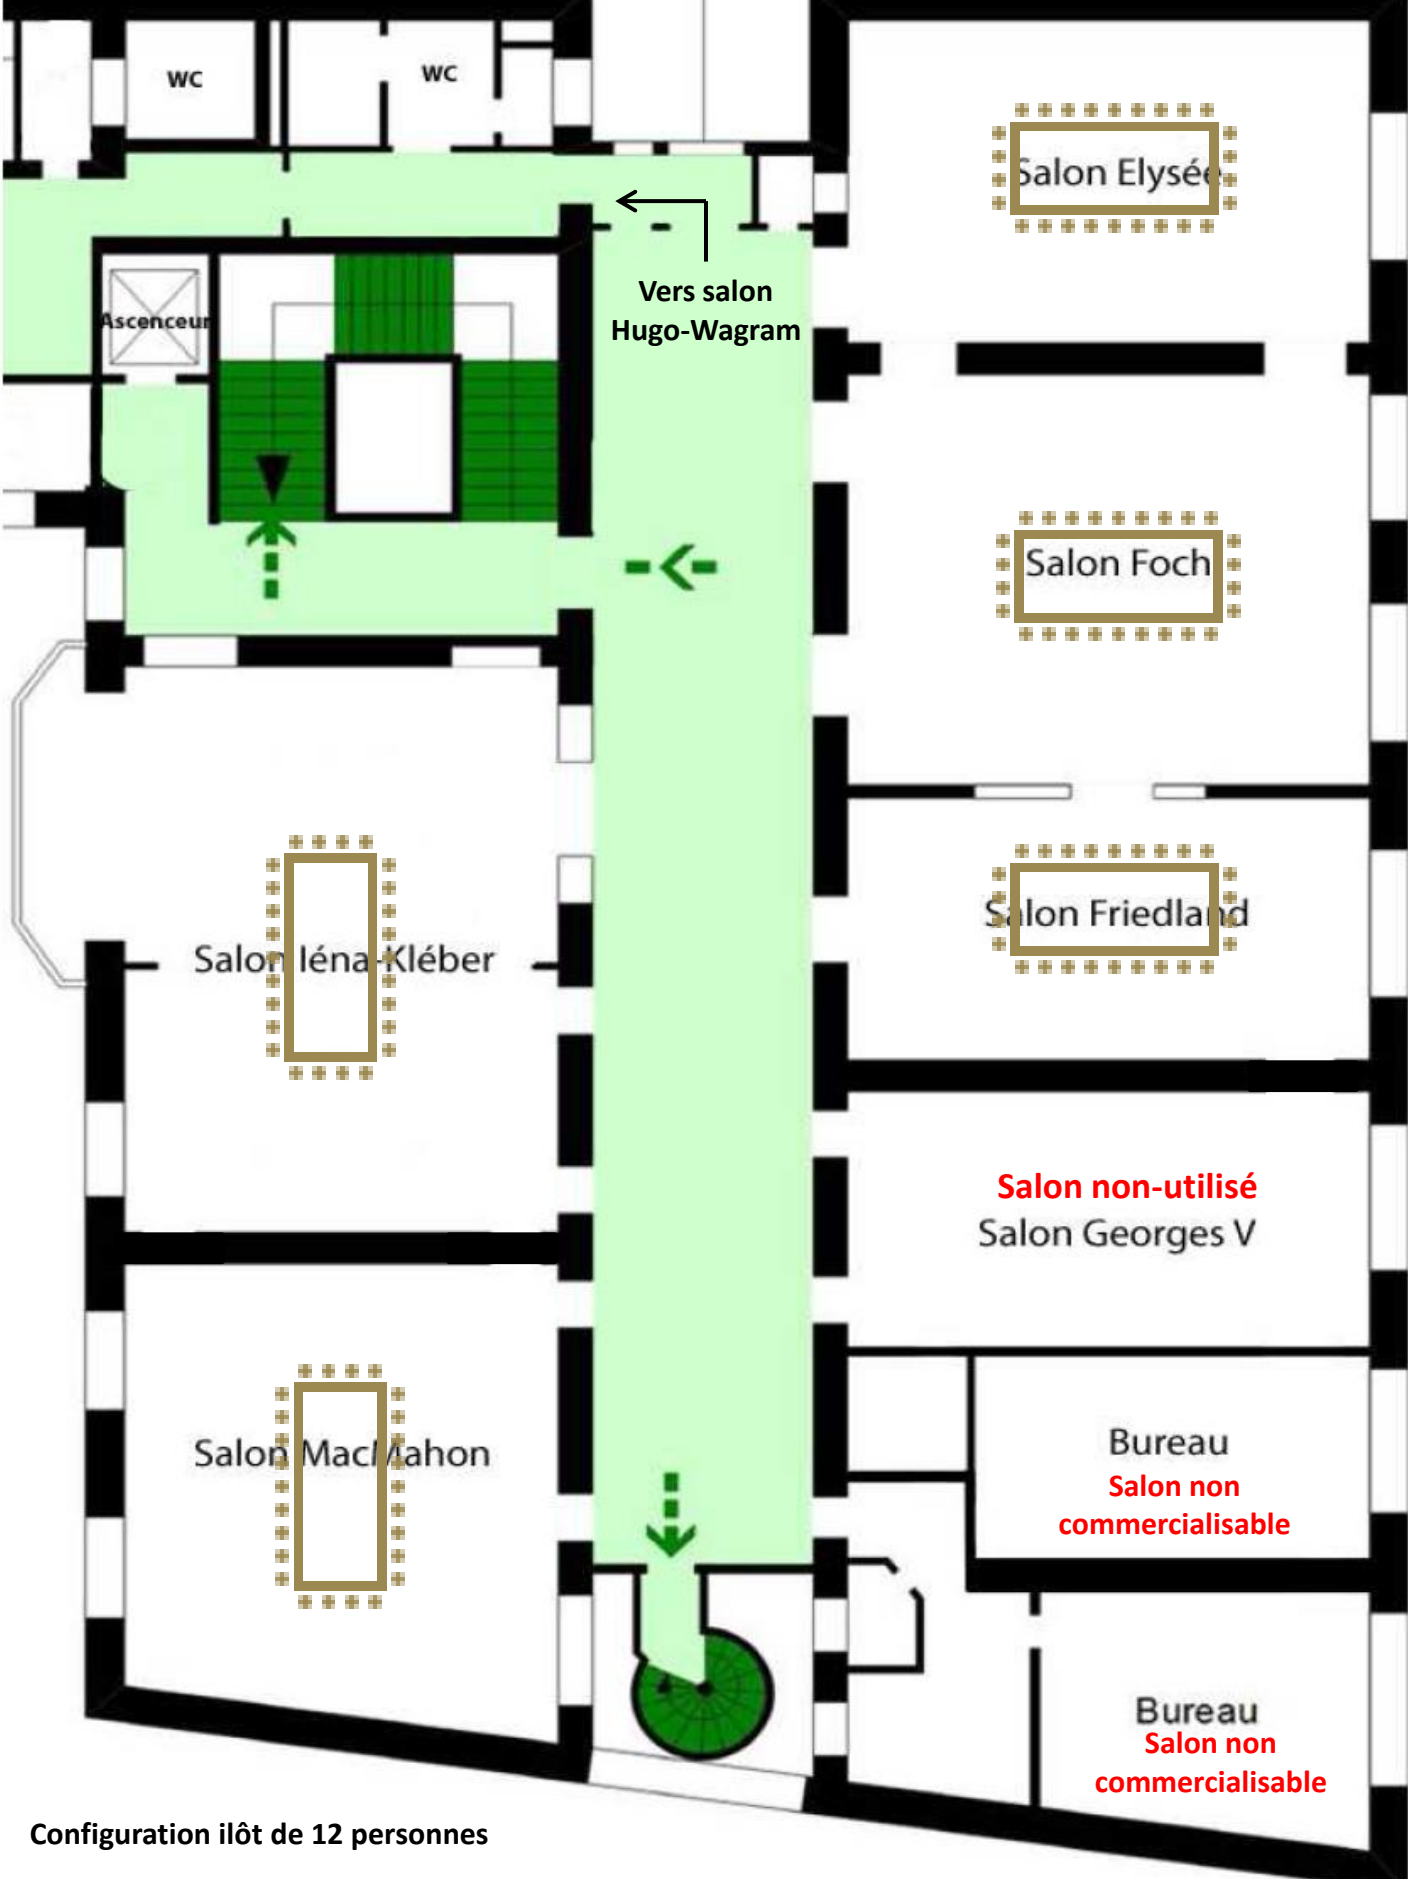 WC
WC
Salon Elysée
Vers salon
Hugo-Wagram
Ascenceur
Salon Foch
Salon Friedland
Salon Iéna-Kléber
Salon non-utilisé
Salon Georges V
Salon MacMahon
Bureau
Salon non
commercialisable
Bureau
Salon non
commercialisable
Configuration ilôt de 12 personnes